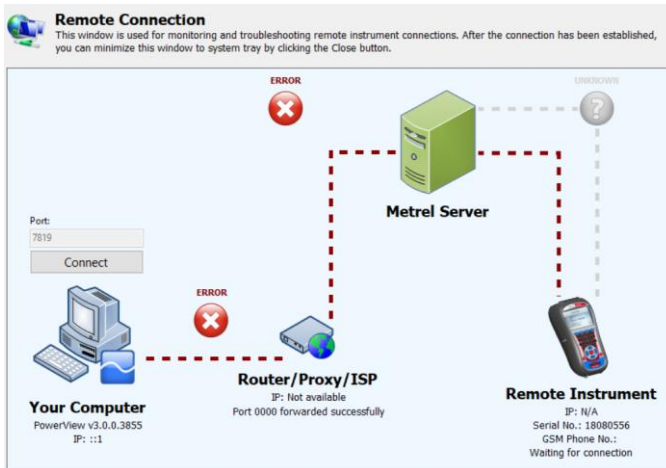 Remote Connection
This window is used for monitoring and troubleshooting remote instrument connections. After the connection has been established,
you can minimize this window to system tray by clicking the Close button.
ERROR
UNKNOWN
?
Metrel Server
Port:
7819
Connect
ERROR
Router/Proxy/ISP
IP: Not available
Port 0000 forwarded successfully
Your Computer
PowerView v3.0.0.3855
IP: ::1
Remote Instrument
IP: N/A
Serial No.: 18080556
GSM Phone No.:
Waiting for connection